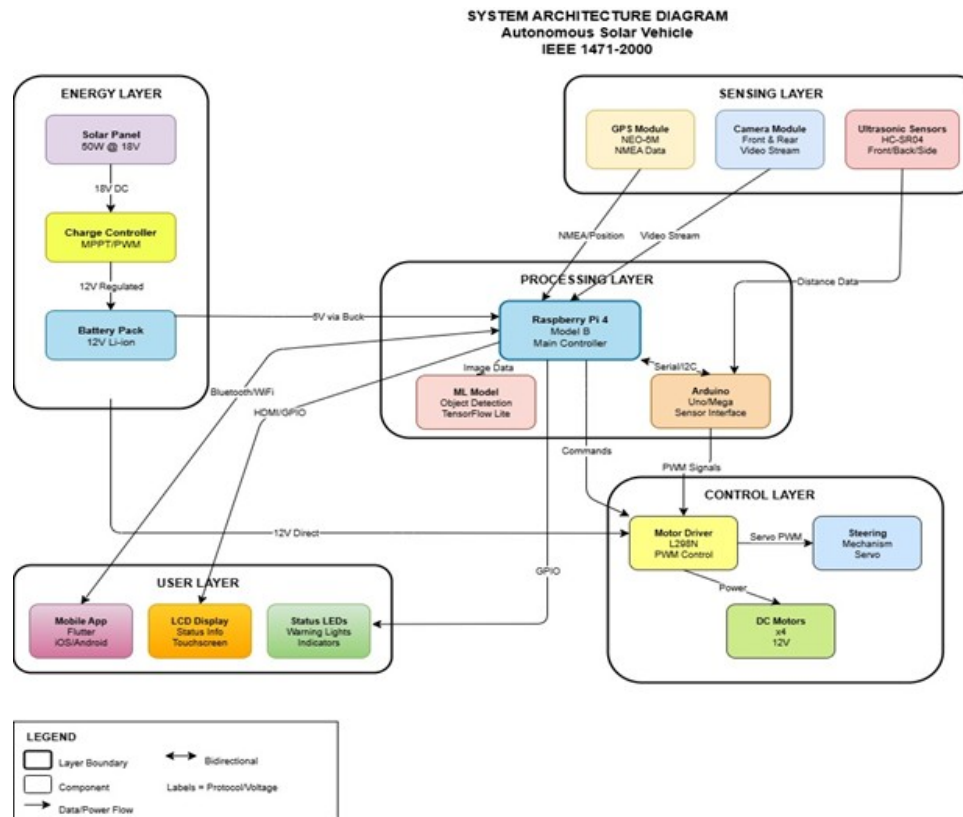 SYSTEM ARCHITECTURE DIAGRAM
Autonomous Solar Vehicle
IEEE 1471-2000
ENERGY LAYER
Solar Panel
50W @ 18V
18V DC
Charge Controller
MPPT/PWM
12V Regulated
Battery Pack
12V Li-ion
SENSING LAYER
GPS Module
NEO-6M
NMEA Data
Camera Module
Front & Rear
Video Stream
Ultrasonic Sensors
HC-SR04
Front/Back/Side
NMEA/Position
Video Stream
Distance Data
PROCESSING LAYER
5V via Buck
Raspberry Pi 4
Model B
Main Controller
Image Data
Serial/I2C
ML Model
Object Detection
TensorFlow Lite
Arduino
Uno/Mega
Sensor Interface
Bluetooth/WiFi
HDMI/GPIO
Commands
PWM Signals
12V Direct
GPIO
CONTROL LAYER
Motor Driver
L298N
PWM Control
Servo PWM
Steering
Mechanism
Servo
Power
DC Motors
x4
12V
USER LAYER
Mobile App
Flutter
iOS/Android
LCD Display
Status Info
Touchscreen
Status LEDs
Warning Lights
Indicators
LEGEND
Layer Boundary
Bidirectional
Component
Labels = Protocol/Voltage
Data/Power Flow